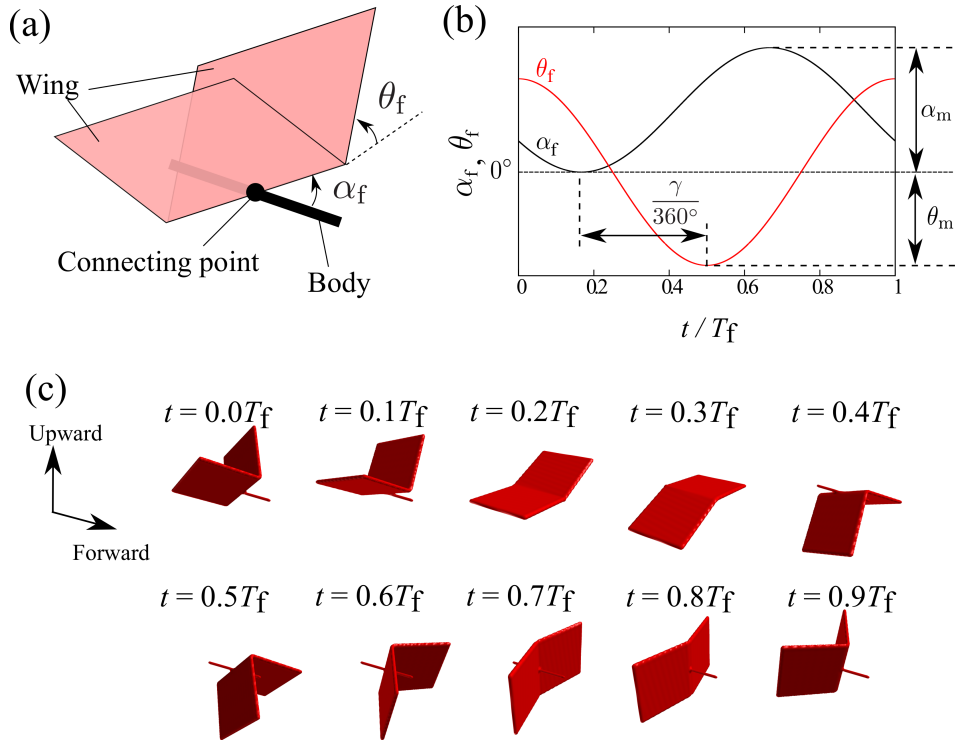 (a)
Wing
θf
αf
Connecting point
Body
(b)
αf, θf
θf
αf
0°
γ
360°
αm
θm
0 0.2 0.4 0.6 0.8 1
t / Tf
(c)
Upward
Forward
t = 0.0Tf t = 0.1Tf t = 0.2Tf t = 0.3Tf t = 0.4Tf
t = 0.5Tf t = 0.6Tf t = 0.7Tf t = 0.8Tf t = 0.9Tf